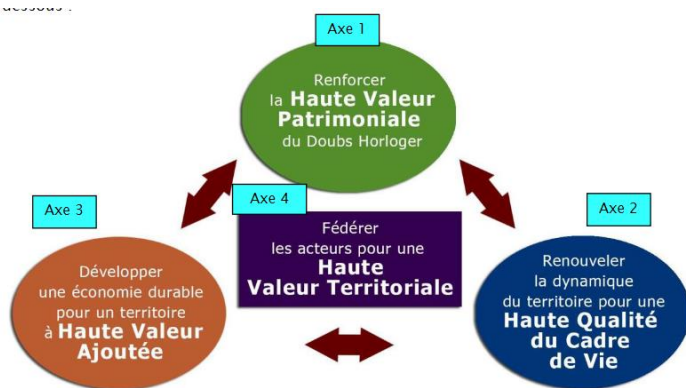 dessous :
Axe 1
Renforcer
la Haute Valeur
Patrimoniale
du Doubs Horloger
Axe 3
Axe 4
Axe 2
Fédérer
les acteurs pour une
Haute
Valeur Territoriale
Développer
une économie durable
pour un territoire
à Haute Valeur
Ajoutée
Renouveler
la dynamique
du territoire pour une
Haute Qualité
du Cadre
de Vie